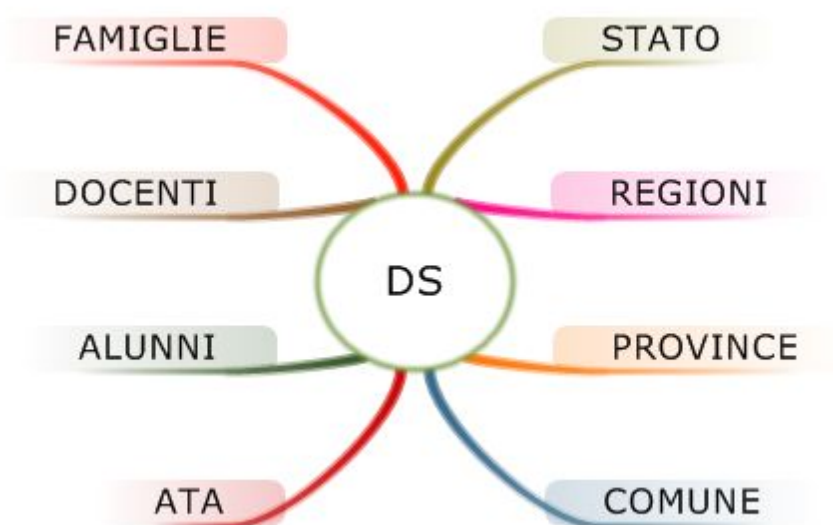 FAMIGLIE
STATO
DOCENTI
REGIONI
DS
ALUNNI
PROVINCE
ATA
COMUNE